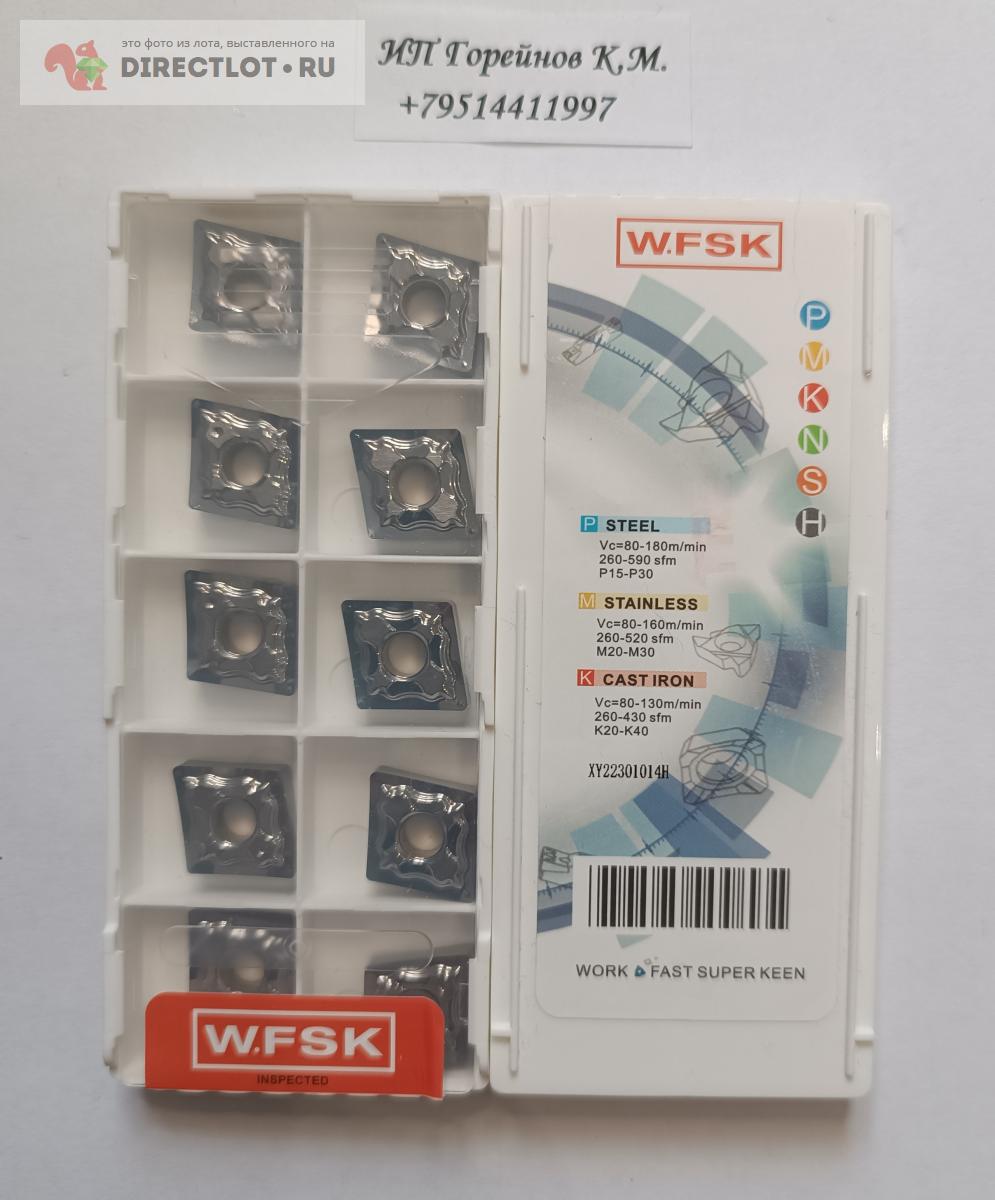 это фото из лота, выставленного на
DIRECTLOT•RU
ИП Горейнов К.М.
+79514411997
W.FSK
P
M
K
N
S
H
P STEEL
Vc=80-180m/min
260-590 sfm
P15-P30
M STAINLESS
Vc=80-160m/min
260-520 sfm
M20-M30
K CAST IRON
Vc=80-130m/min
260-430 sfm
K20-K40
XY22301014H
WORK FAST SUPER KEEN
W.FSK
INSPECTED